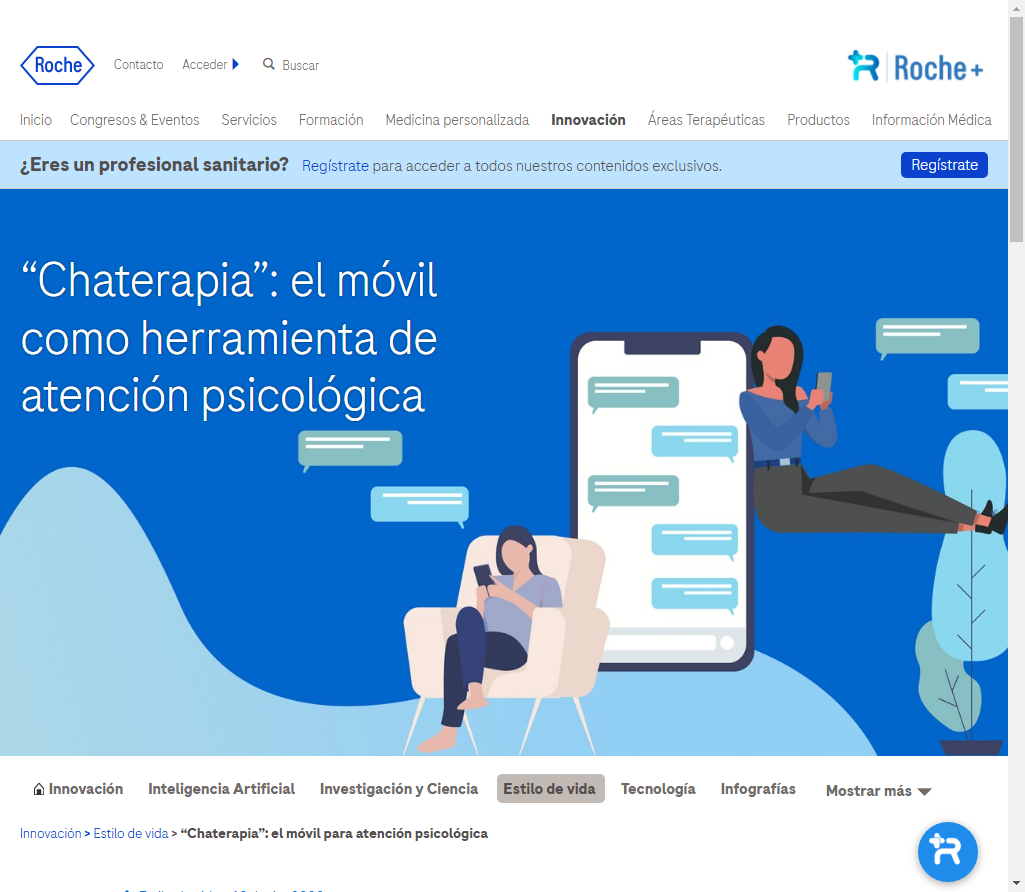 Roche
Contacto
Acceder
Buscar
Roche+
Inicio
Congresos & Eventos
Servicios
Formación
Medicina personalizada
Innovación
Áreas Terapéuticas
Productos
Información Médica
¿Eres un profesional sanitario? Regístrate para acceder a todos nuestros contenidos exclusivos.
Regístrate
“Chaterapia”: el móvil
como herramienta de
atención psicológica
Innovación
Inteligencia Artificial
Investigación y Ciencia
Estilo de vida
Tecnología
Infografías
Mostrar más
Innovación > Estilo de vida > “Chaterapia”: el móvil para atención psicológica